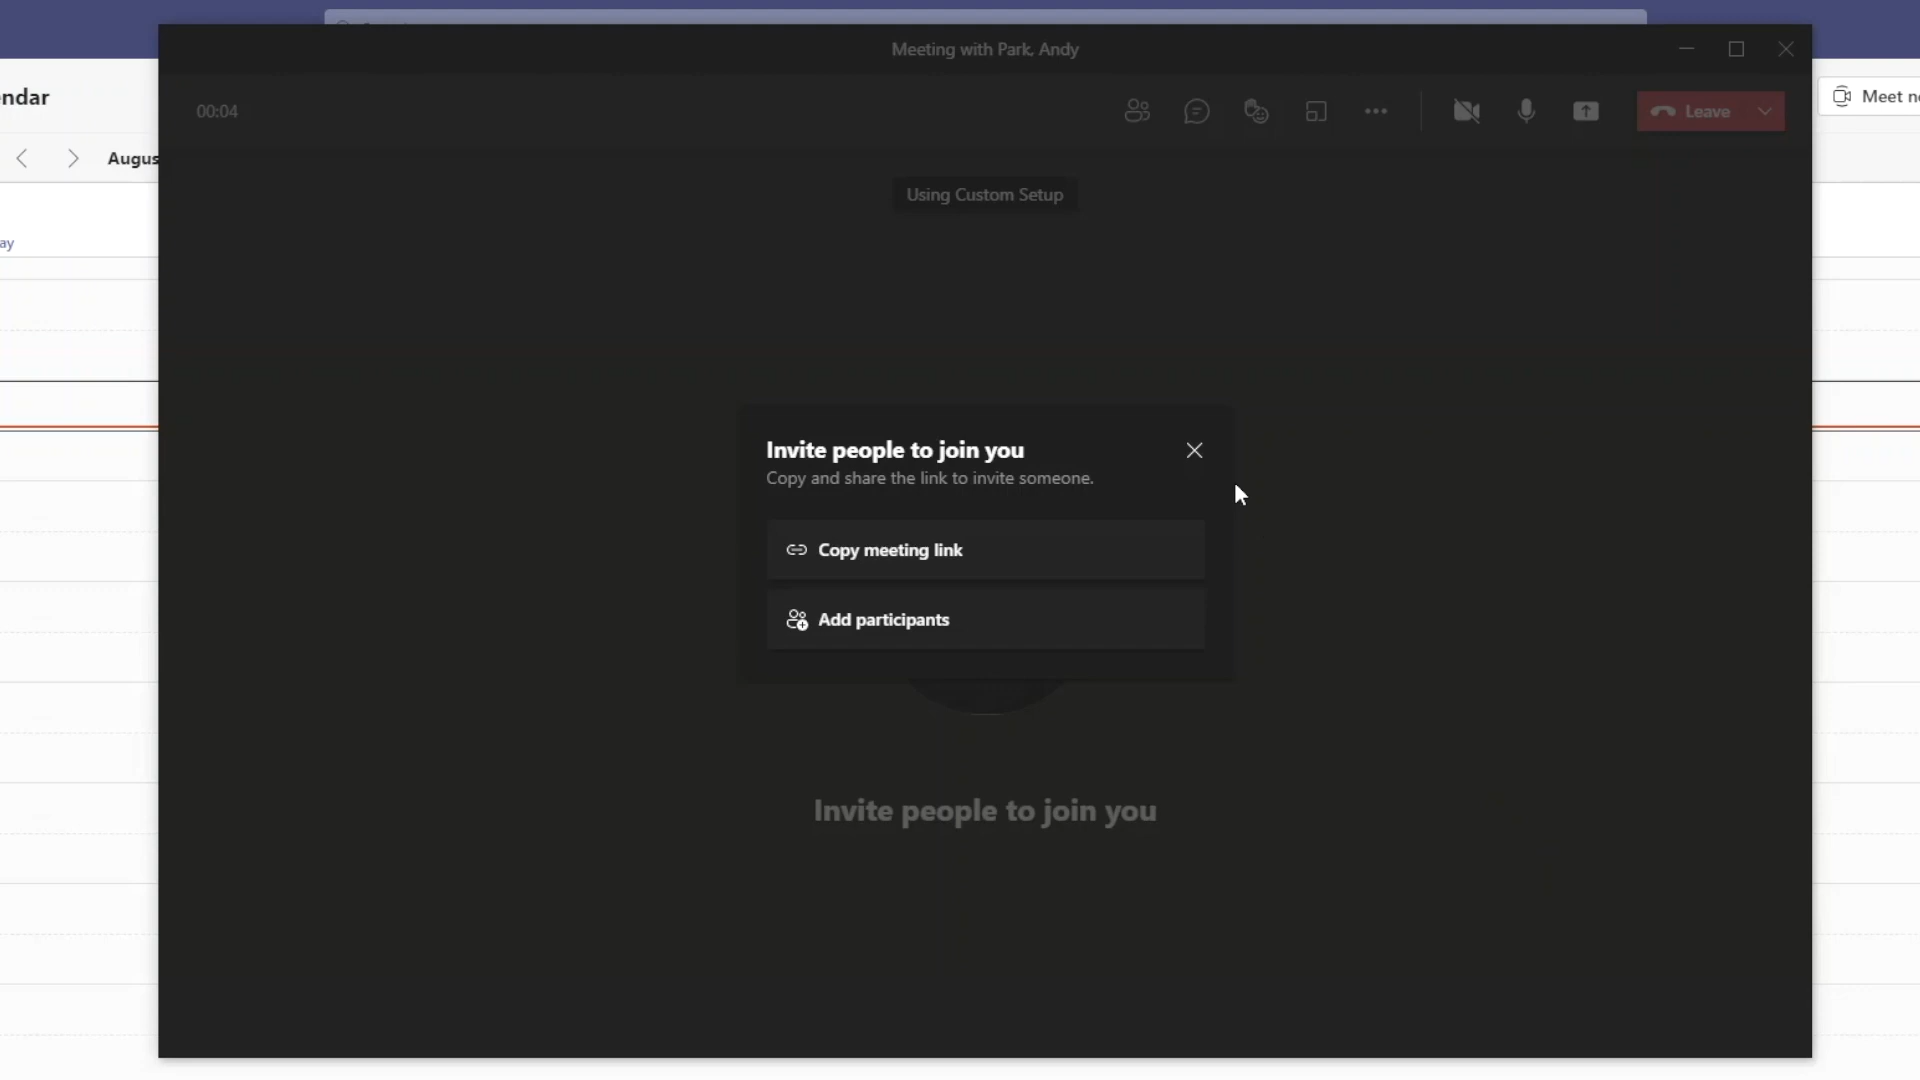 Meeting with Park, Andy
endar
Meet n
00:04
Leave
Augus
Using Custom Setup
ay
Invite people to join you
Copy and share the link to invite someone.
Copy meeting link
Add participants
Invite people to join you